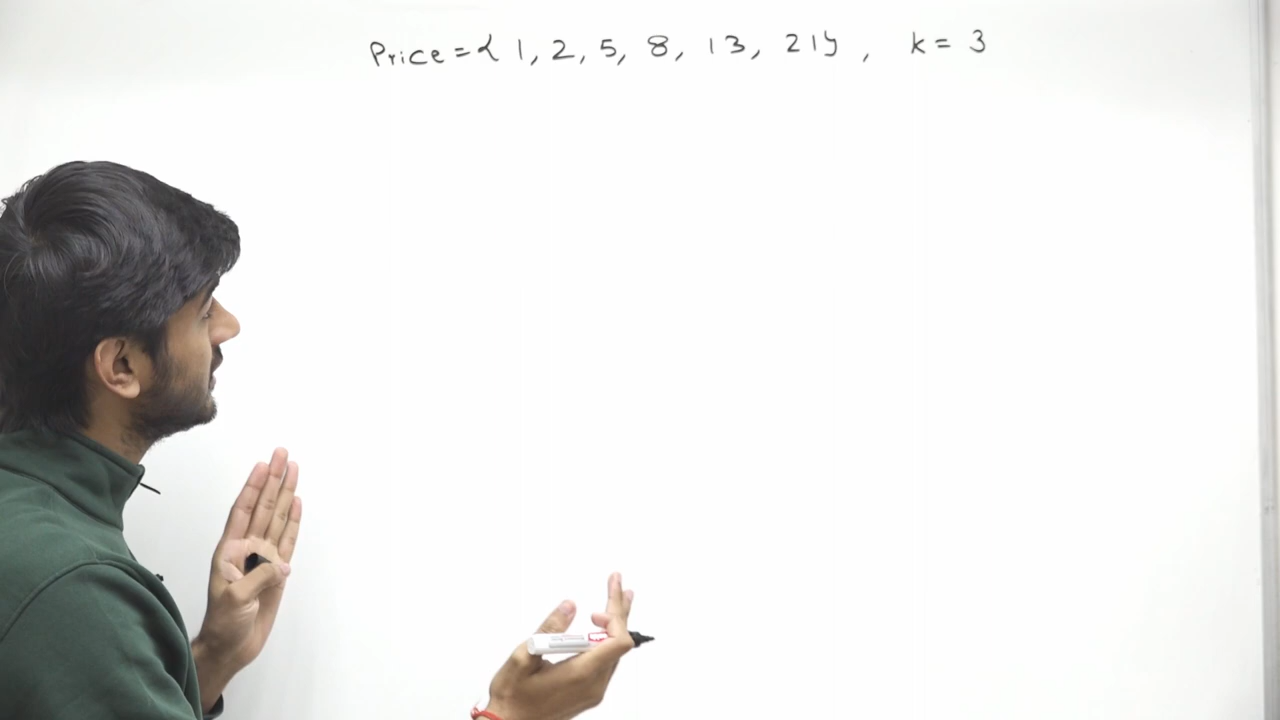 Price = { 1, 2, 5, 8, 13, 21 } , k = 3